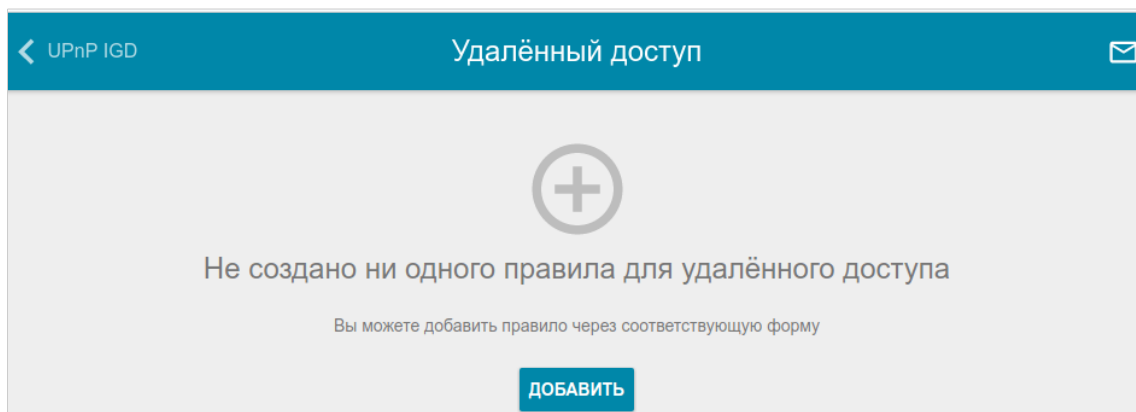 UPnP IGD
Удалённый доступ
Не создано ни одного правила для удалённого доступа
Вы можете добавить правило через соответствующую форму
ДОБАВИТЬ